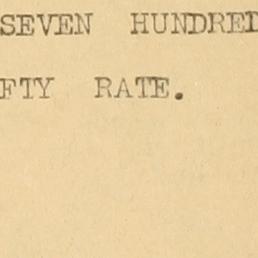 SEVEN HUNDRED
FTY RATE.